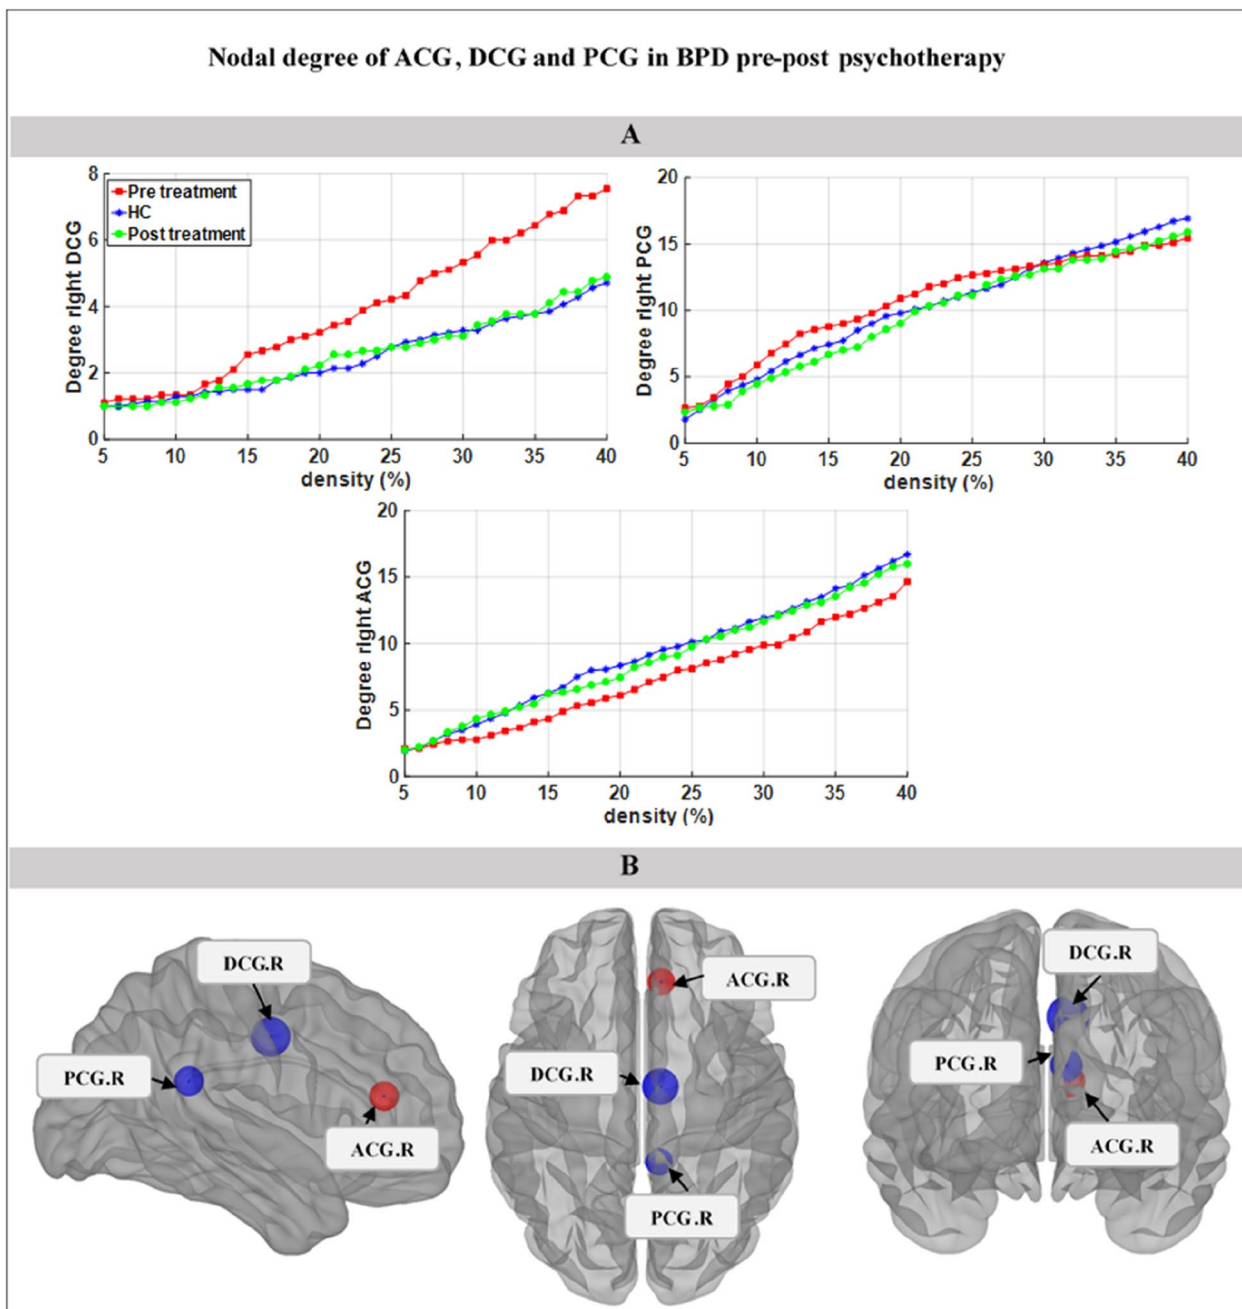 Nodal degree of ACG, DCG and PCG in BPD pre-post psychotherapy
A
8
6
4
2
0
Degree right DCG
Pre treatment
HC
Post treatment
5 10 15 20 25 30 35 40
density (%)
20
15
10
5
0
Degree right PCG
5 10 15 20 25 30 35 40
density (%)
20
15
10
5
0
Degree right ACG
5 10 15 20 25 30 35 40
density (%)
B
DCG.R
PCG.R
ACG.R
ACG.R
DCG.R
PCG.R
DCG.R
PCG.R
ACG.R